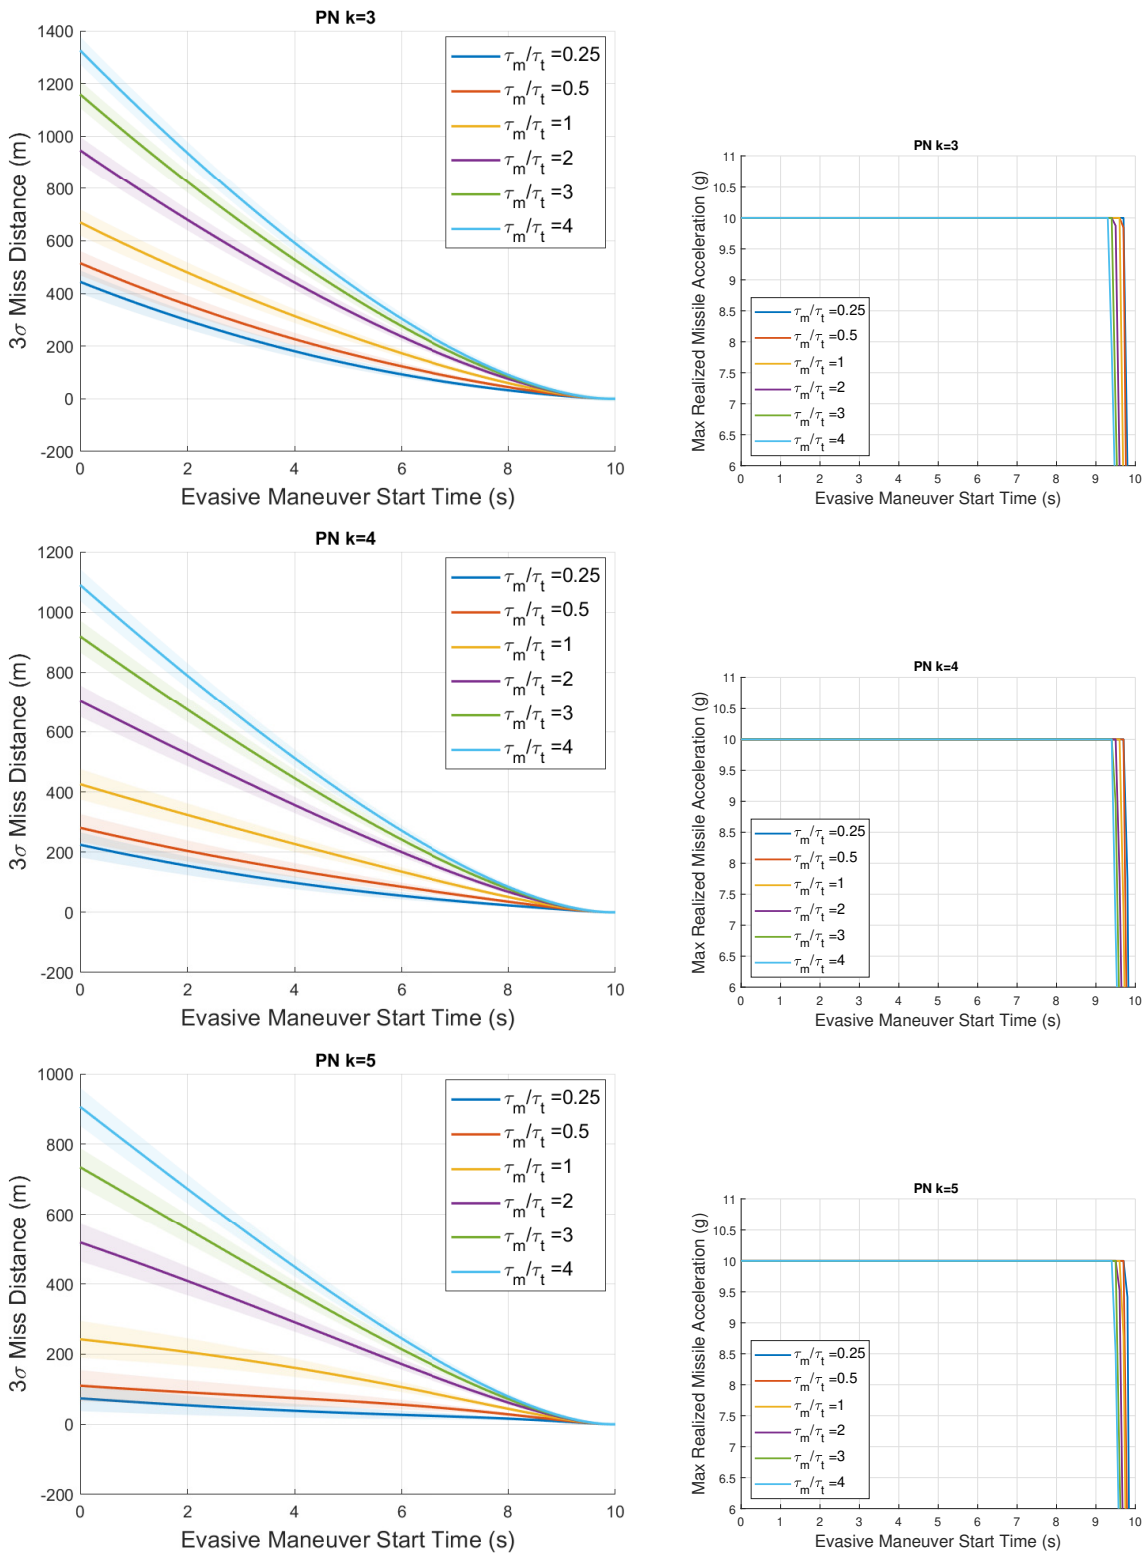 PN k=3
1400
1200
1000
800
600
400
200
0
-200
3σ Miss Distance (m)
τm/τt =0.25
τm/τt =0.5
τm/τt =1
τm/τt =2
τm/τt =3
τm/τt =4
0 2 4 6 8 10
Evasive Maneuver Start Time (s)
PN k=3
11
10.5
10
9.5
9
8.5
8
7.5
7
6.5
6
Max Realized Missile Acceleration (g)
τm/τt =0.25
τm/τt =0.5
τm/τt =1
τm/τt =2
τm/τt =3
τm/τt =4
0 1 2 3 4 5 6 7 8 9 10
Evasive Maneuver Start Time (s)
PN k=4
1200
1000
800
600
400
200
0
-200
3σ Miss Distance (m)
τm/τt =0.25
τm/τt =0.5
τm/τt =1
τm/τt =2
τm/τt =3
τm/τt =4
0 2 4 6 8 10
Evasive Maneuver Start Time (s)
PN k=4
11
10.5
10
9.5
9
8.5
8
7.5
7
6.5
6
Max Realized Missile Acceleration (g)
τm/τt =0.25
τm/τt =0.5
τm/τt =1
τm/τt =2
τm/τt =3
τm/τt =4
0 1 2 3 4 5 6 7 8 9 10
Evasive Maneuver Start Time (s)
PN k=5
1000
800
600
400
200
0
-200
3σ Miss Distance (m)
τm/τt =0.25
τm/τt =0.5
τm/τt =1
τm/τt =2
τm/τt =3
τm/τt =4
0 2 4 6 8 10
Evasive Maneuver Start Time (s)
PN k=5
11
10.5
10
9.5
9
8.5
8
7.5
7
6.5
6
Max Realized Missile Acceleration (g)
τm/τt =0.25
τm/τt =0.5
τm/τt =1
τm/τt =2
τm/τt =3
τm/τt =4
0 1 2 3 4 5 6 7 8 9 10
Evasive Maneuver Start Time (s)